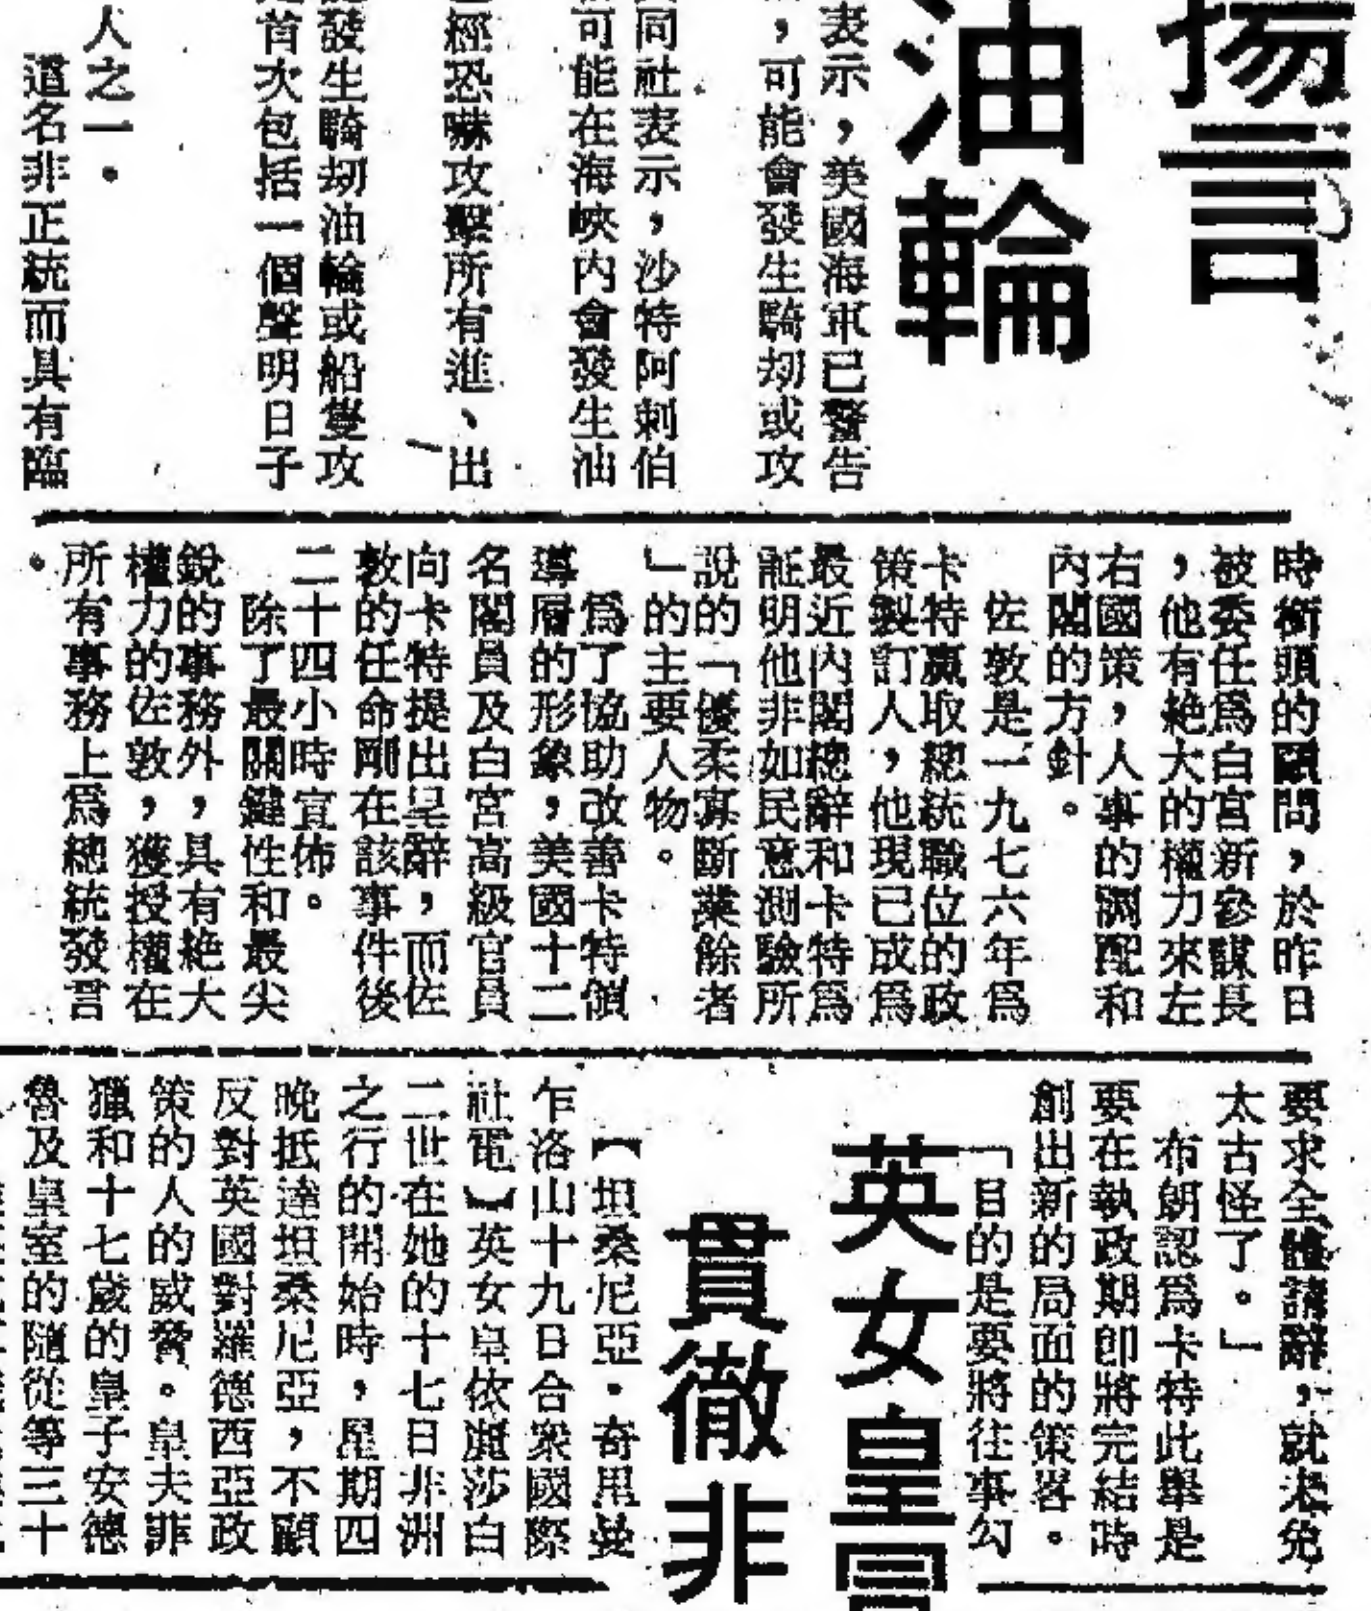 揚言
油輪
表示，美國海軍已警告
，可能會發生騎刼或攻
同社表示，沙特阿剌伯
可能在海峽内會發生油
經恐嚇攻擊所有進、出
發生騎刼油輪或船隻攻
首次包括一個聲明日子
人之一。
這名非正統而具有臨
時銜頭的顧問，於昨日
被委任爲白宮新參謀長
，他有絶大的權力來左
右國策，人事的調配和
內閣的方針。
佐敦是一九七六年爲
卡特贏取總統職位的政
策製訂人，他現已成爲
最近内閣總辭和卡特爲
証明他非如民意測驗所
説的「優柔寡斷業餘者
」的主要人物。
爲了協助改善卡特領
導層的形象，美國十二
名閣員及白宮高級官員
向卡特提出呈辭，而佐
敦的任命剛在該事件後
二十四小時宣佈。
除了最關鍵性和最尖
鋭的事務外，具有絶大
權力的佐敦，獲授權在
所有事務上爲總統發言
。
要求全體請辭，就未免
太古怪了。」
布朗認爲卡特此舉是
要在執政期卽將完結時
創出新的局面的策畧。
「目的是要將往事勾
英女皇
貫徹非
【坦桑尼亞·奇里曼
乍洛山十九日合衆國際
社電】英女皇依麗莎白
二世在她的十七日非洲
之行的開始時，星期四
晚抵達坦桑尼亞，不顧
反對英國對羅德西亞政
策的人的威脅。皇夫菲
獵和十七歲的皇子安德
魯及皇室的隨從等三十